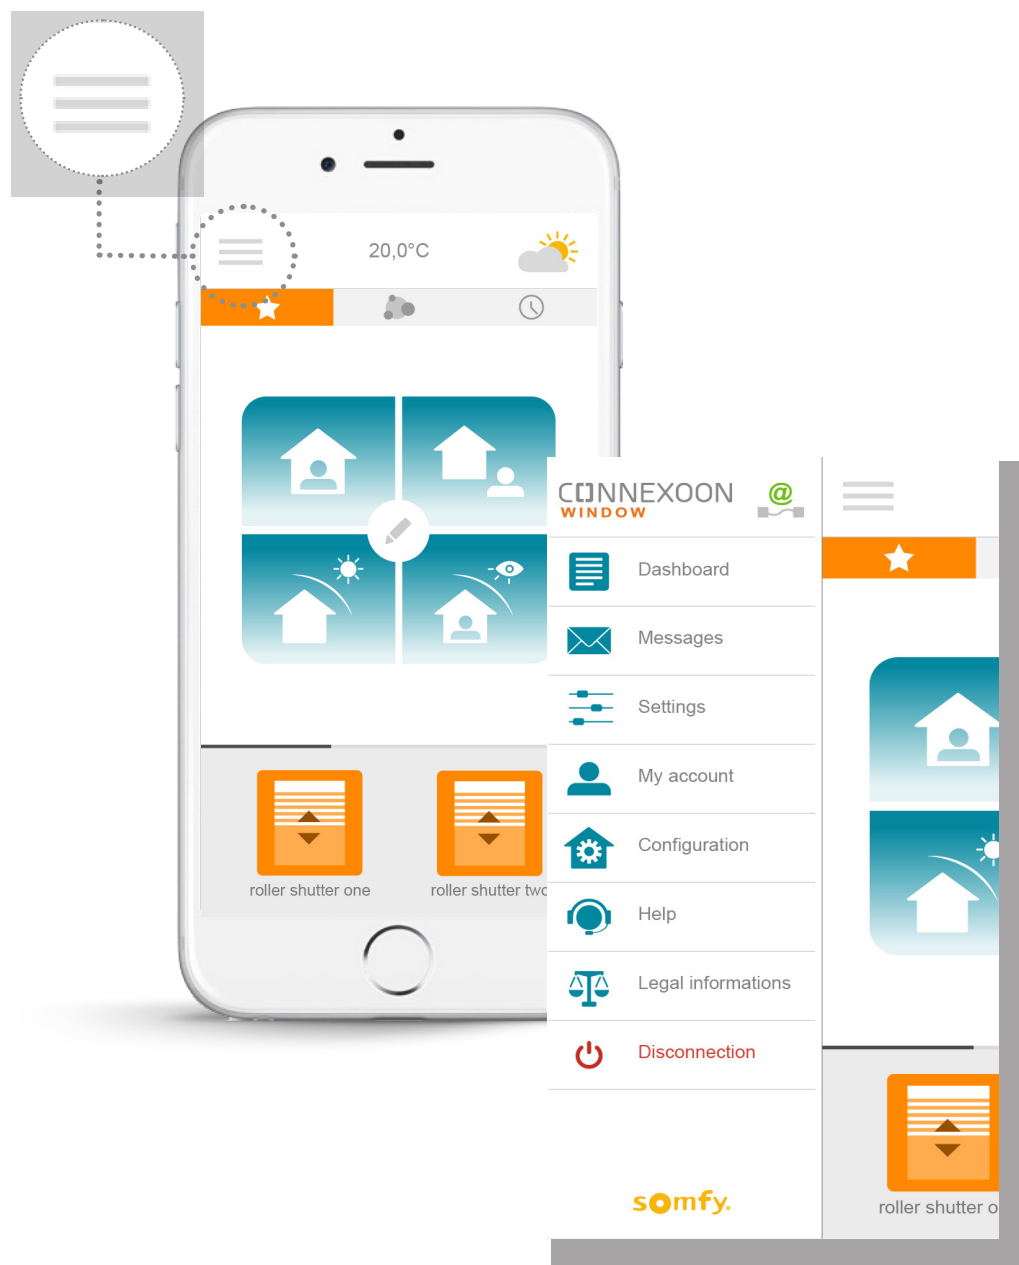 20,0°C
roller shutter one
roller shutter two
CONNEXOON
WINDOW
@
Dashboard
Messages
Settings
My account
Configuration
Help
Legal informations
Disconnection
somfy.
roller shutter o